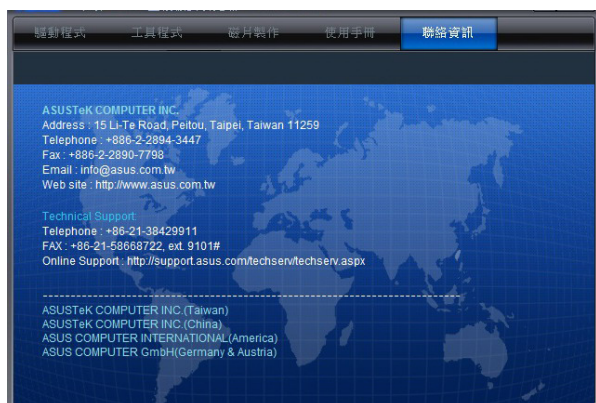 驅動程式 工具程式 磁片製作 使用手冊 聯絡資訊
ASUSTeK COMPUTER INC.
Address : 15 Li-Te Road, Peitou, Taipei, Taiwan 11259
Telephone : +886-2-2894-3447
Fax : +886-2-2890-7798
Email : info@asus.com.tw
Web site : http://www.asus.com.tw
Technical Support:
Telephone : +86-21-38429911
FAX : +86-21-58668722, ext. 9101#
Online Support : http://support.asus.com/techserv/techserv.aspx
--------------------------------------------------------------------------------
ASUSTeK COMPUTER INC.(Taiwan)
ASUSTeK COMPUTER INC.(China)
ASUS COMPUTER INTERNATIONAL(America)
ASUS COMPUTER GmbH(Germany & Austria)